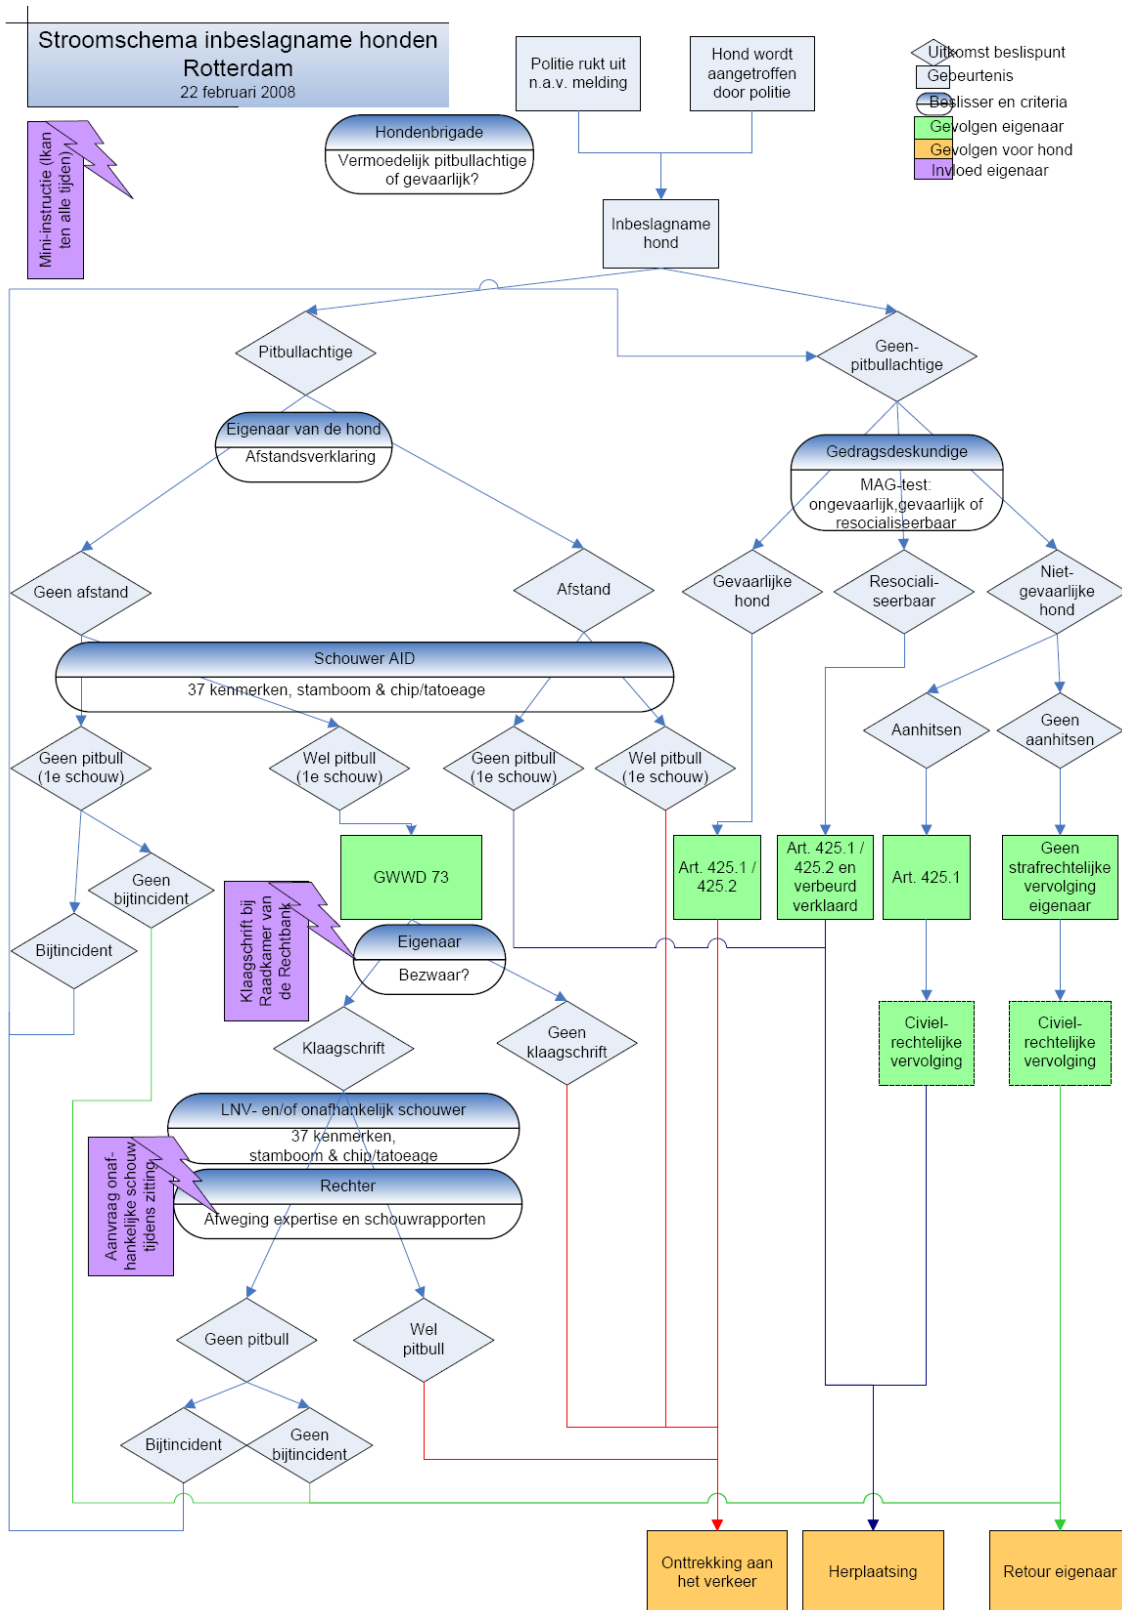 Stroomschema inbeslagname honden
Rotterdam
22 februari 2008
Politie rukt uit
n.a.v. melding
Hond wordt
aangetroffen
door politie
Uitkomst beslispunt
Gebeurtenis
Beslisser en criteria
Gevolgen eigenaar
Gevolgen voor hond
Invloed eigenaar
Mini-instructie (Ikan
ten alle tijden)
Hondenbrigade
Vermoedelijk pitbullachtige
of gevaarlijk?
Inbeslagname
hond
Pitbullachtige
Geen-
pitbullachtige
Eigenaar van de hond
Afstandsverklaring
Gedragsdeskundige
MAG-test:
ongevaarlijk,gevaarlijk of
resocialiseerbaar
Geen afstand
Afstand
Gevaarlijke
hond
Resociali-
seerbaar
Niet-
gevaarlijke
hond
Schouwer AID
37 kenmerken, stamboom & chip/tatoeage
Geen pitbull
(1e schouw)
Wel pitbull
(1e schouw)
Geen pitbull
(1e schouw)
Wel pitbull
(1e schouw)
Aanhitsen
Geen
aanhitsen
GWWD 73
Art. 425.1 /
425.2
Art. 425.1 /
425.2 en
verbeurd
verklaard
Art. 425.1
Geen
strafrechtelijke
vervolging
eigenaar
Geen
bijtincident
Bijtincident
Klaagschrift bij
Raadkamer van
de Rechtbank
Eigenaar
Bezwaar?
Klaagschrift
Geen
klaagschrift
Civiel-
rechtelijke
vervolging
Civiel-
rechtelijke
vervolging
LNV- en/of onafhankelijk schouwer
37 kenmerken,
stamboom & chip/tatoeage
Aanvraag onaf-
hankelijke schouw
tijdens zitting
Rechter
Afweging expertise en schouwrapporten
Geen pitbull
Wel
pitbull
Bijtincident
Geen
bijtincident
Onttrekking aan
het verkeer
Herplaatsing
Retour eigenaar